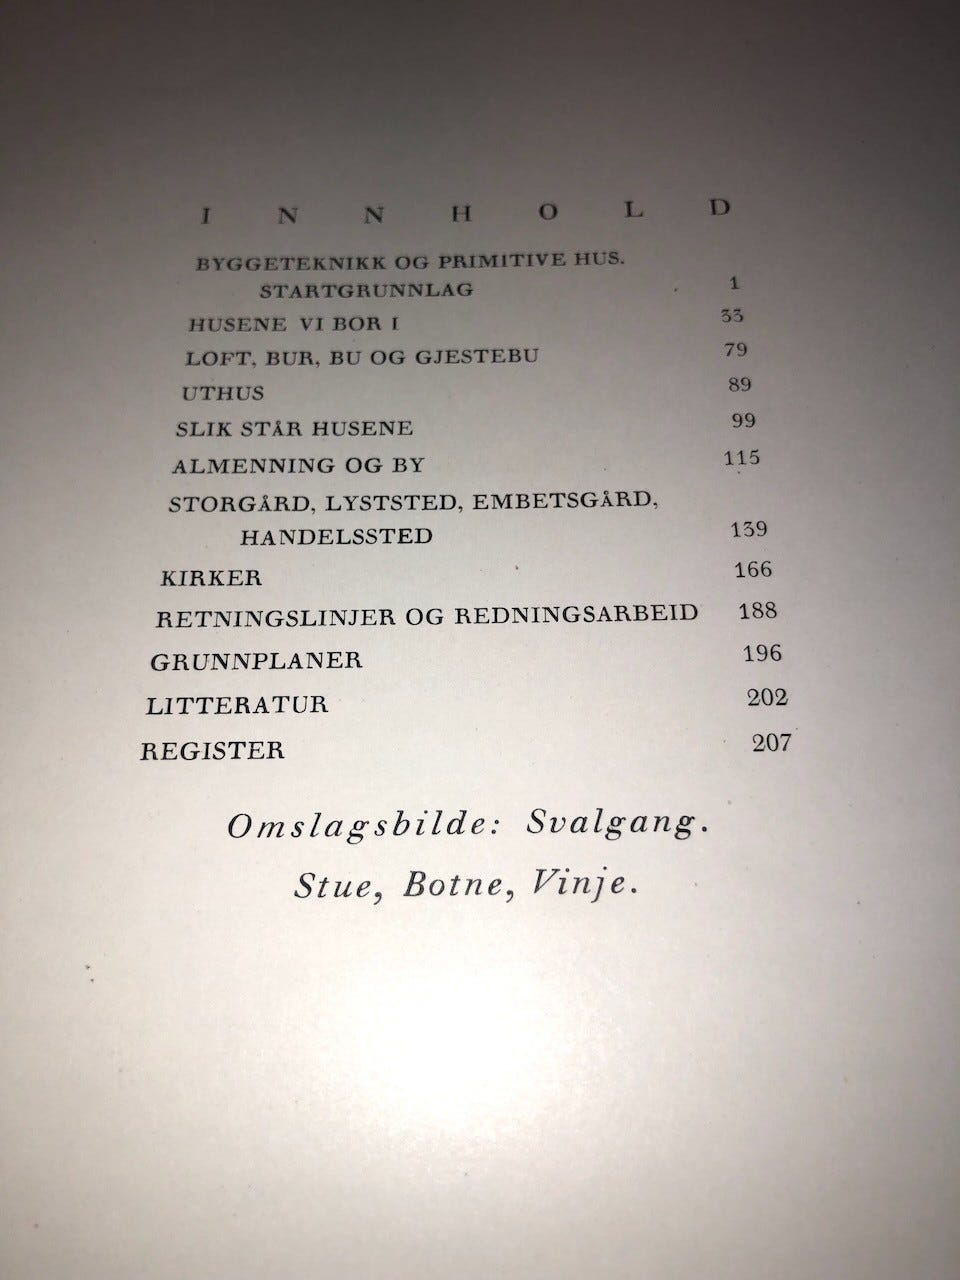 INNHOLD
BYGGETEKNIKK OG PRIMITIVE HUS.
STARTGRUNNLAG 1
HUSENE VI BOR I 33
LOFT, BUR, BU OG GJESTEBU 79
UTHUS 89
SLIK STÅR HUSENE 99
ALMENNING OG BY 115
STORGÅRD, LYSTSTED, EMBETSGÅRD,
HANDELSSTED 139
KIRKER 166
RETNINGSLINJER OG REDNINGSARBEID 188
GRUNNPLANER 196
LITTERATUR 202
REGISTER 207
Omslagsbilde: Svalgang.
Stue, Botne, Vinje.